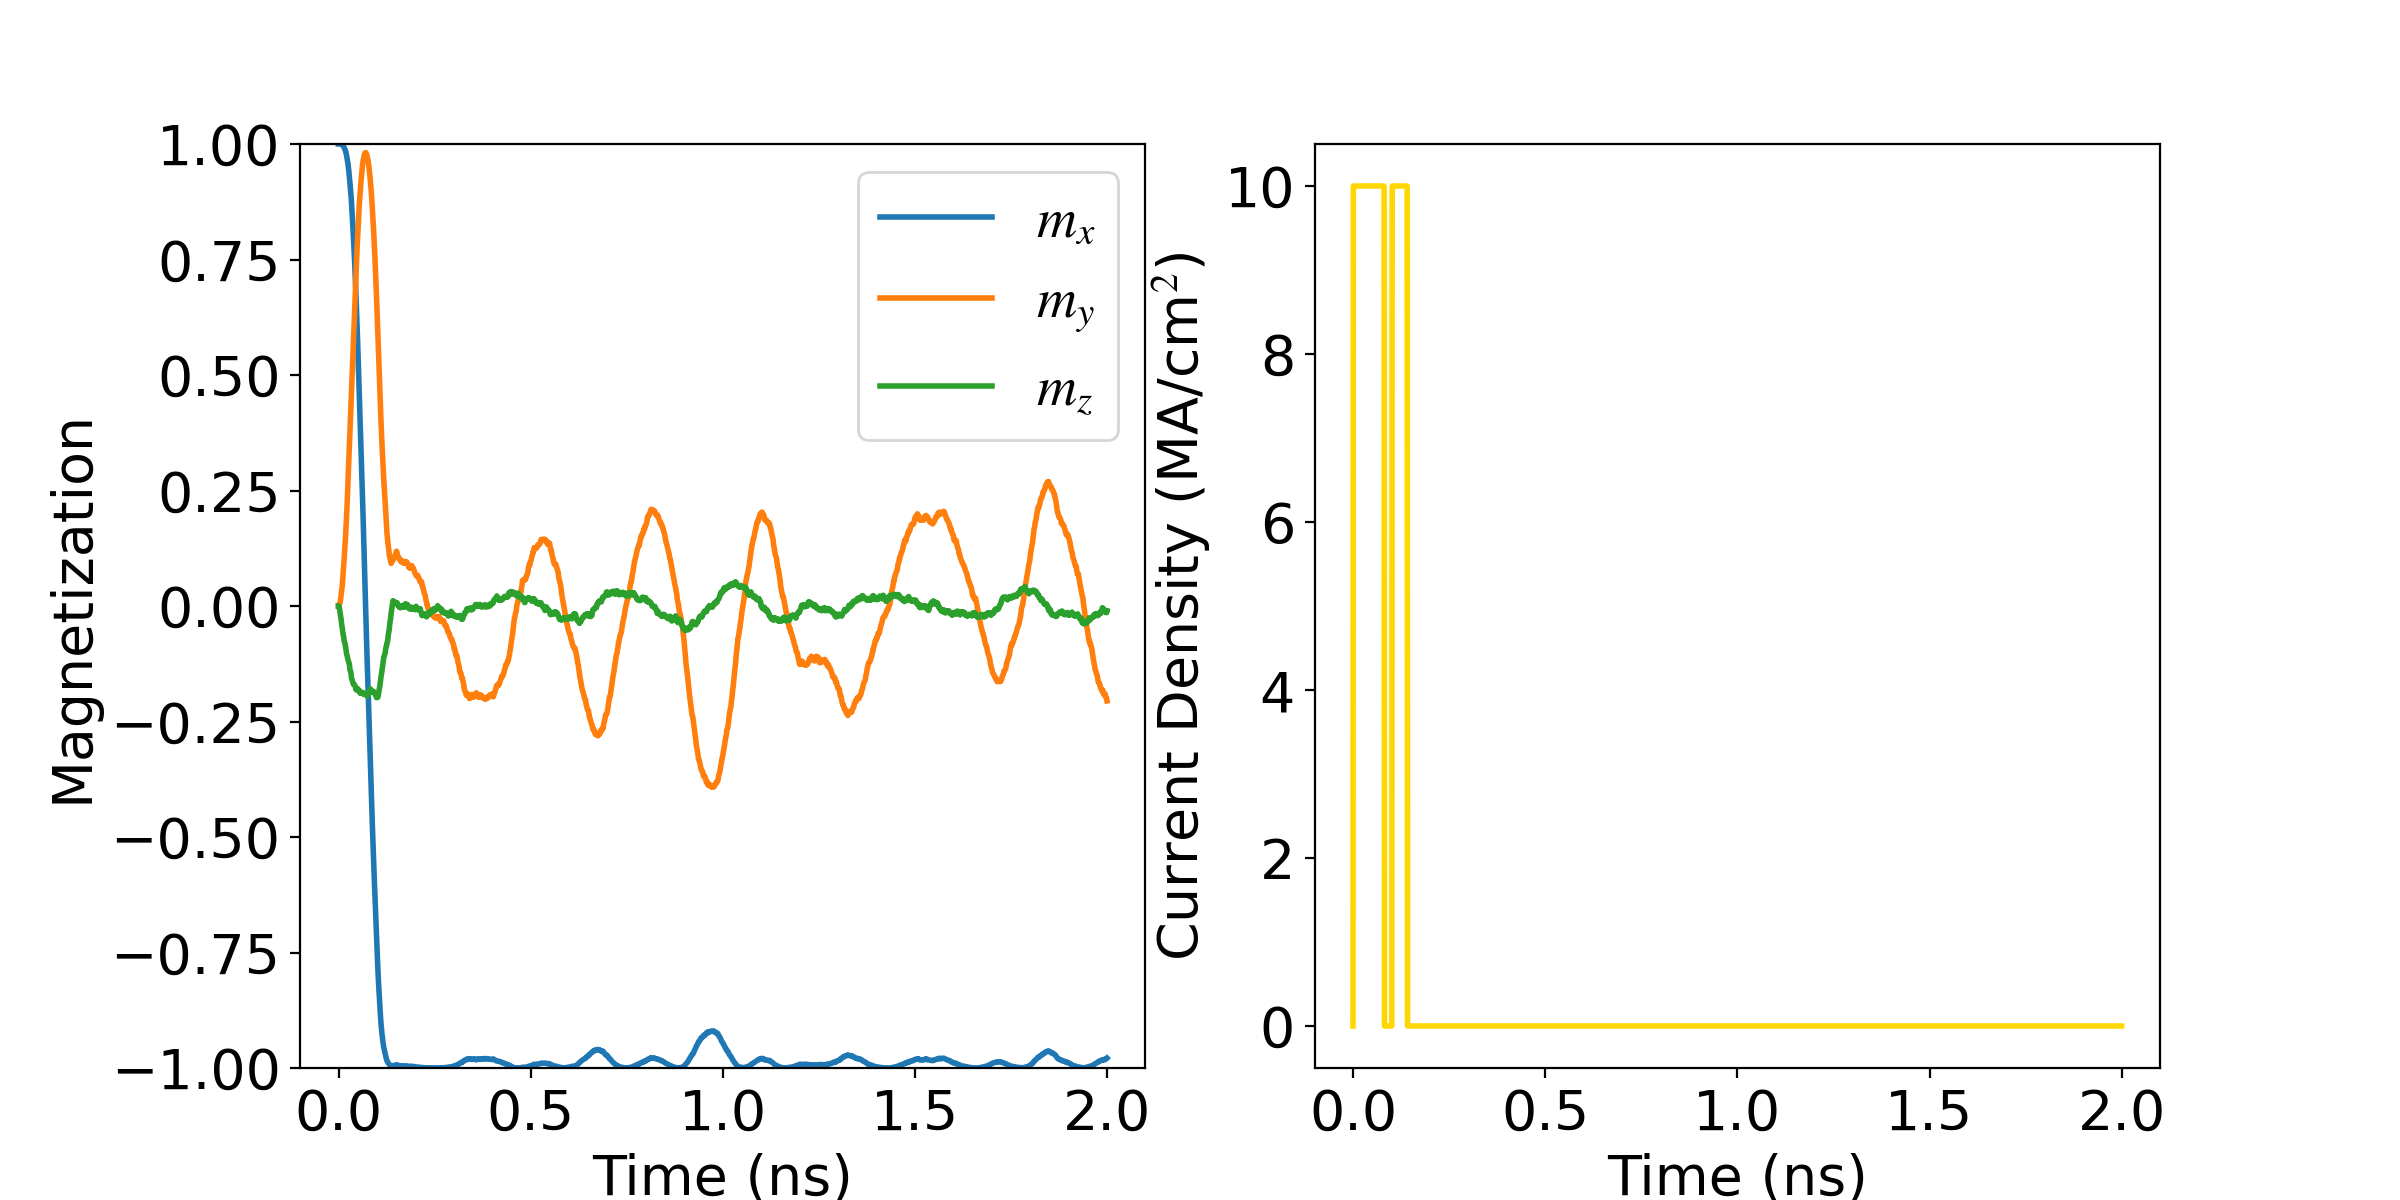 Magnetization
1.00
0.75
0.50
0.25
0.00
−0.25
−0.50
−0.75
−1.00
0.0 0.5 1.0 1.5 2.0
Time (ns)
m_x
m_y
m_z
Current Density (MA/cm²)
10
8
6
4
2
0
0.0 0.5 1.0 1.5 2.0
Time (ns)